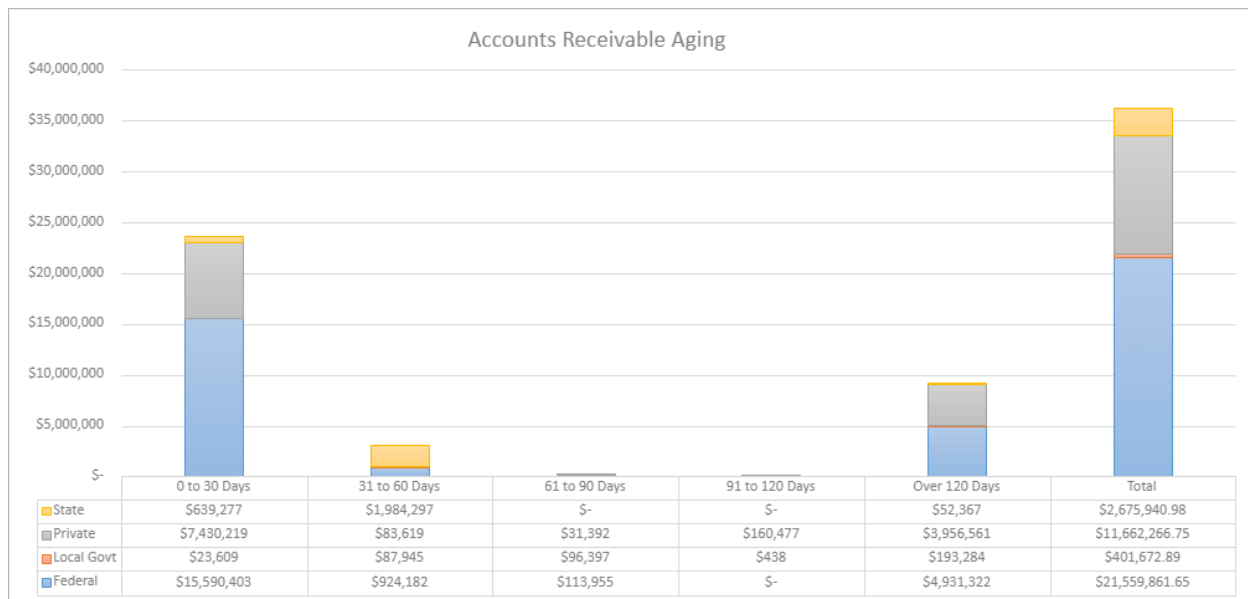 Accounts Receivable Aging
$40,000,000
$35,000,000
$30,000,000
$25,000,000
$20,000,000
$15,000,000
$10,000,000
$5,000,000
$-
0 to 30 Days 31 to 60 Days 61 to 90 Days 91 to 120 Days Over 120 Days Total
State $639,277 $1,984,297 $- $- $52,367 $2,675,940.98
Private $7,430,219 $83,619 $31,392 $160,477 $3,956,561 $11,662,266.75
Local Govt $23,609 $87,945 $96,397 $438 $193,284 $401,672.89
Federal $15,590,403 $924,182 $113,955 $- $4,931,322 $21,559,861.65